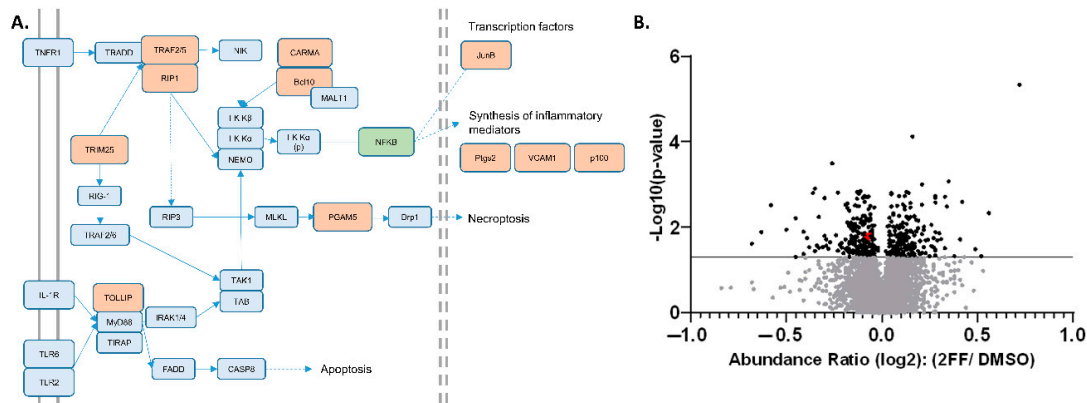 A.
B.
Transcription factors
TNFR1
TRADD
TRAF2/5
NIK
CARMA
JunB
RIP1
Bcl10
MALT1
Synthesis of inflammatory
mediators
I K Kβ
I K Kα
I K Kα
(p)
NFKB
NEMO
TRIM25
Ptgs2
VCAM1
p100
RIG-1
RIP3
MLKL
PGAM5
Drp1
Necroptosis
TRAF2/6
TAK1
TAB
IL-1R
TOLLIP
MyD88
IRAK1/4
TIRAP
TLR6
TLR2
FADD
CASP8
Apoptosis
-Log10(p-value)
6
4
2
0
−1.0
−0.5
0.0
0.5
1.0
Abundance Ratio (log2): (2FF/ DMSO)